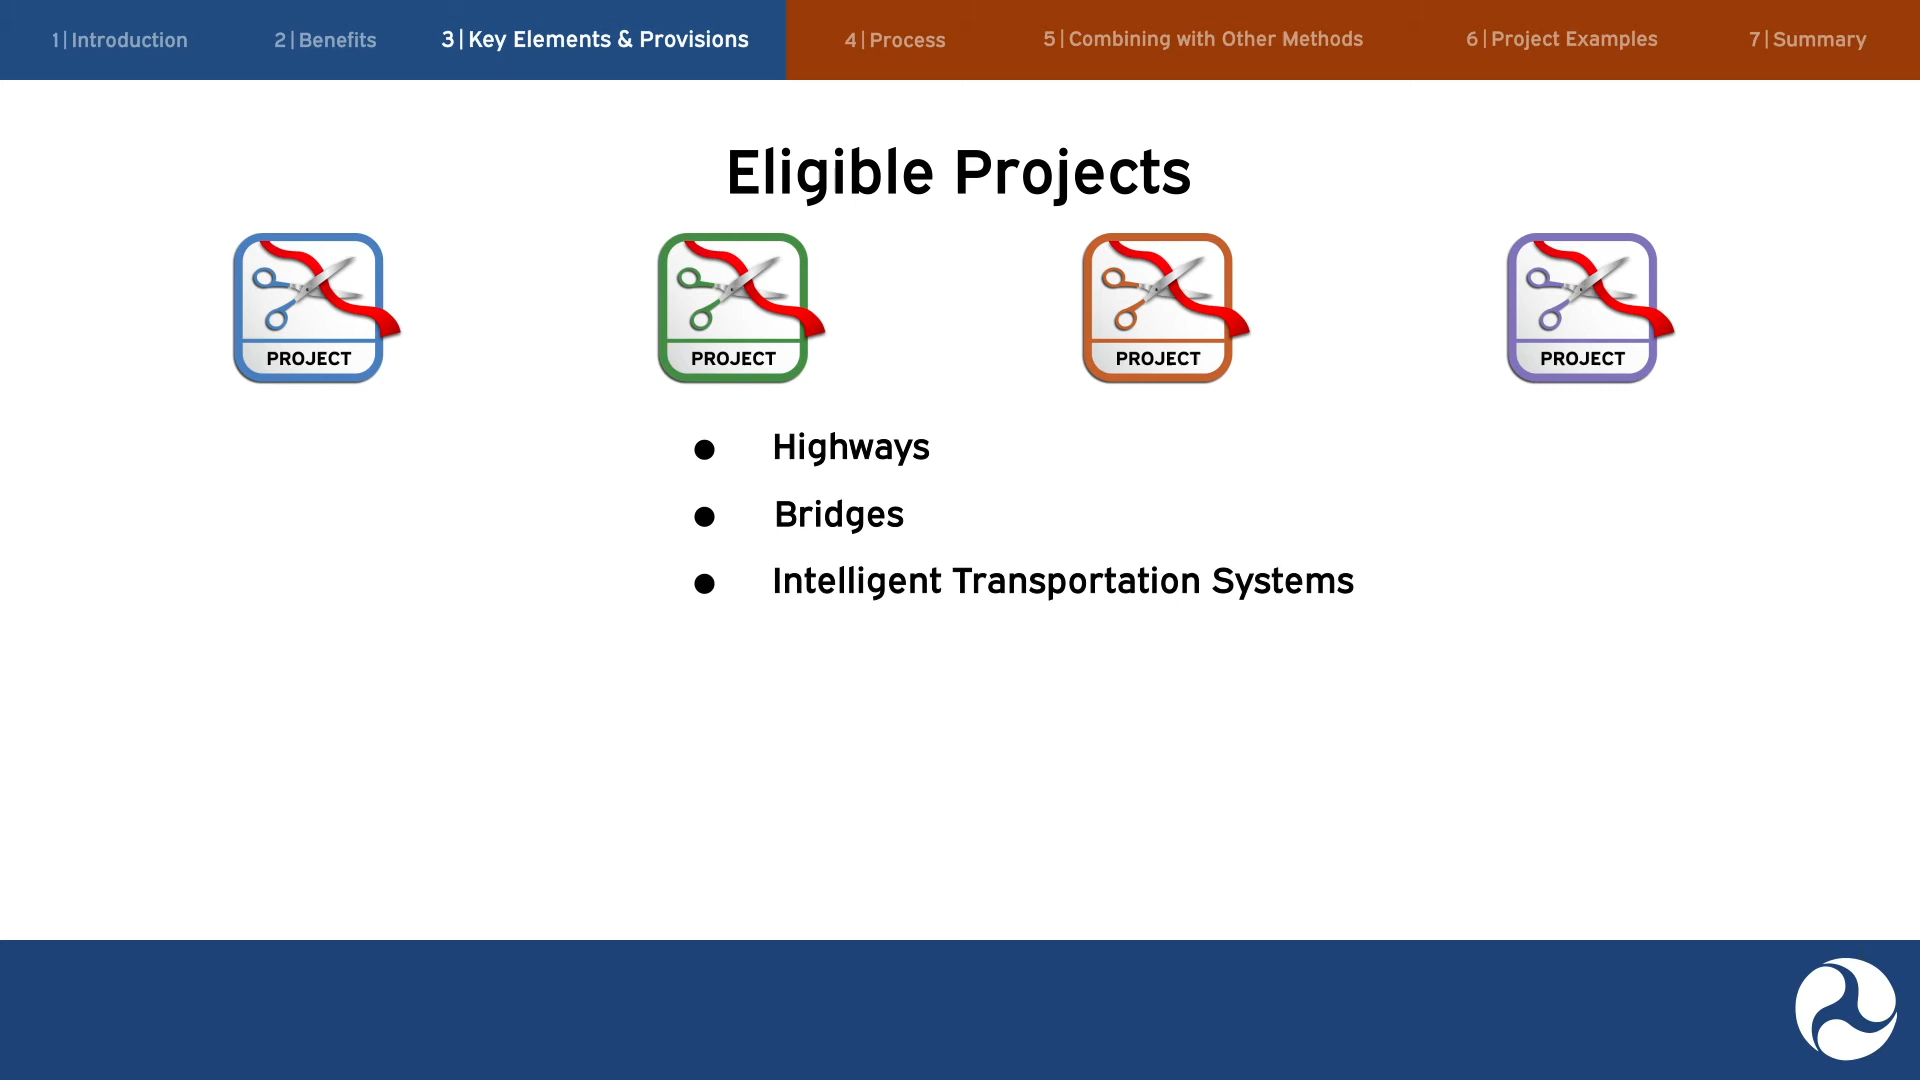 1|Introduction 2|Benefits 3|Key Elements & Provisions 4|Process 5|Combining with Other Methods 6|Project Examples 7|Summary
Eligible Projects
PROJECT PROJECT PROJECT PROJECT
● Highways
● Bridges
● Intelligent Transportation Systems